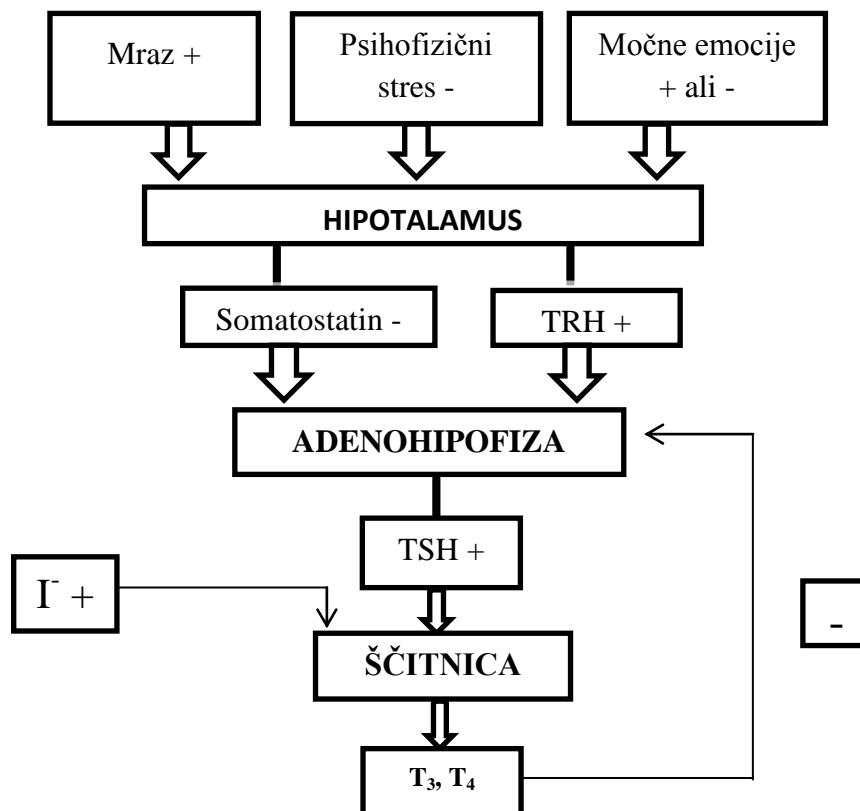 Mraz +
Psihofizični
stres -
Močne emocije
+ ali -
HIPOTALAMUS
Somatostatin -
TRH +
ADENOHIPOFIZA
TSH +
I⁻ +
-
ŠČITNICA
T₃, T₄